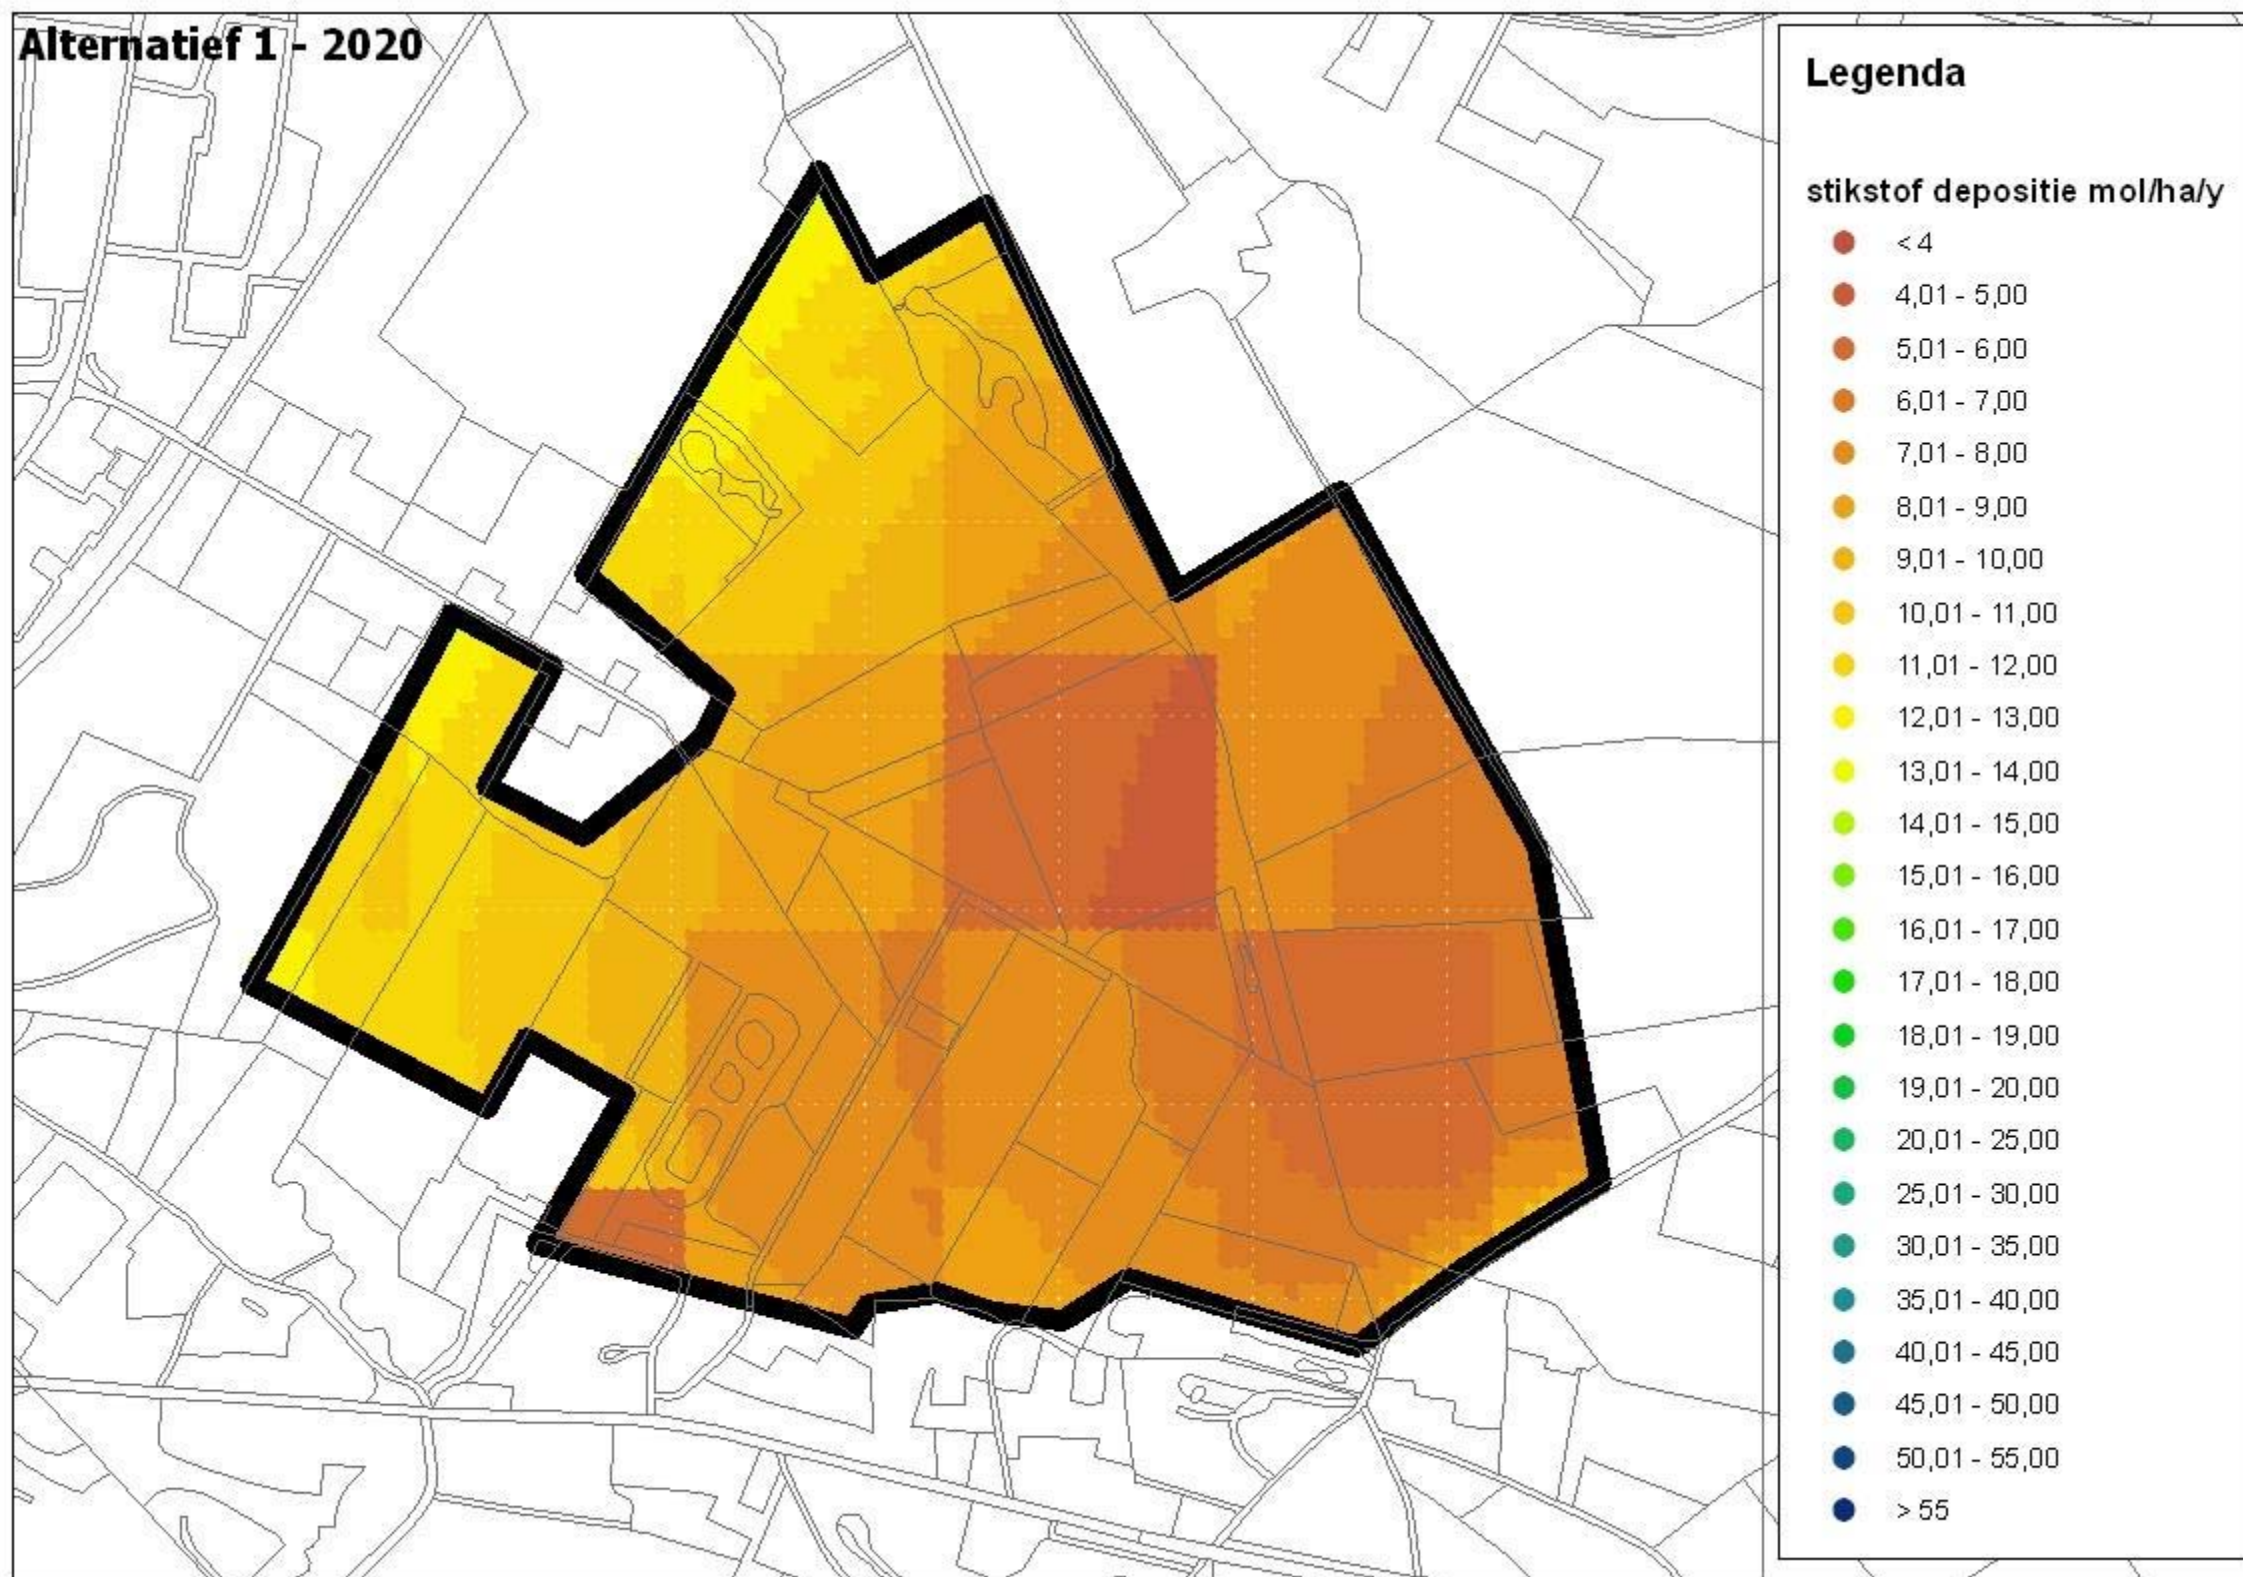 Alternatief 1 - 2020
Legenda
stikstof depositie mol/ha/y
< 4
4,01 - 5,00
5,01 - 6,00
6,01 - 7,00
7,01 - 8,00
8,01 - 9,00
9,01 - 10,00
10,01 - 11,00
11,01 - 12,00
12,01 - 13,00
13,01 - 14,00
14,01 - 15,00
15,01 - 16,00
16,01 - 17,00
17,01 - 18,00
18,01 - 19,00
19,01 - 20,00
20,01 - 25,00
25,01 - 30,00
30,01 - 35,00
35,01 - 40,00
40,01 - 45,00
45,01 - 50,00
50,01 - 55,00
> 55